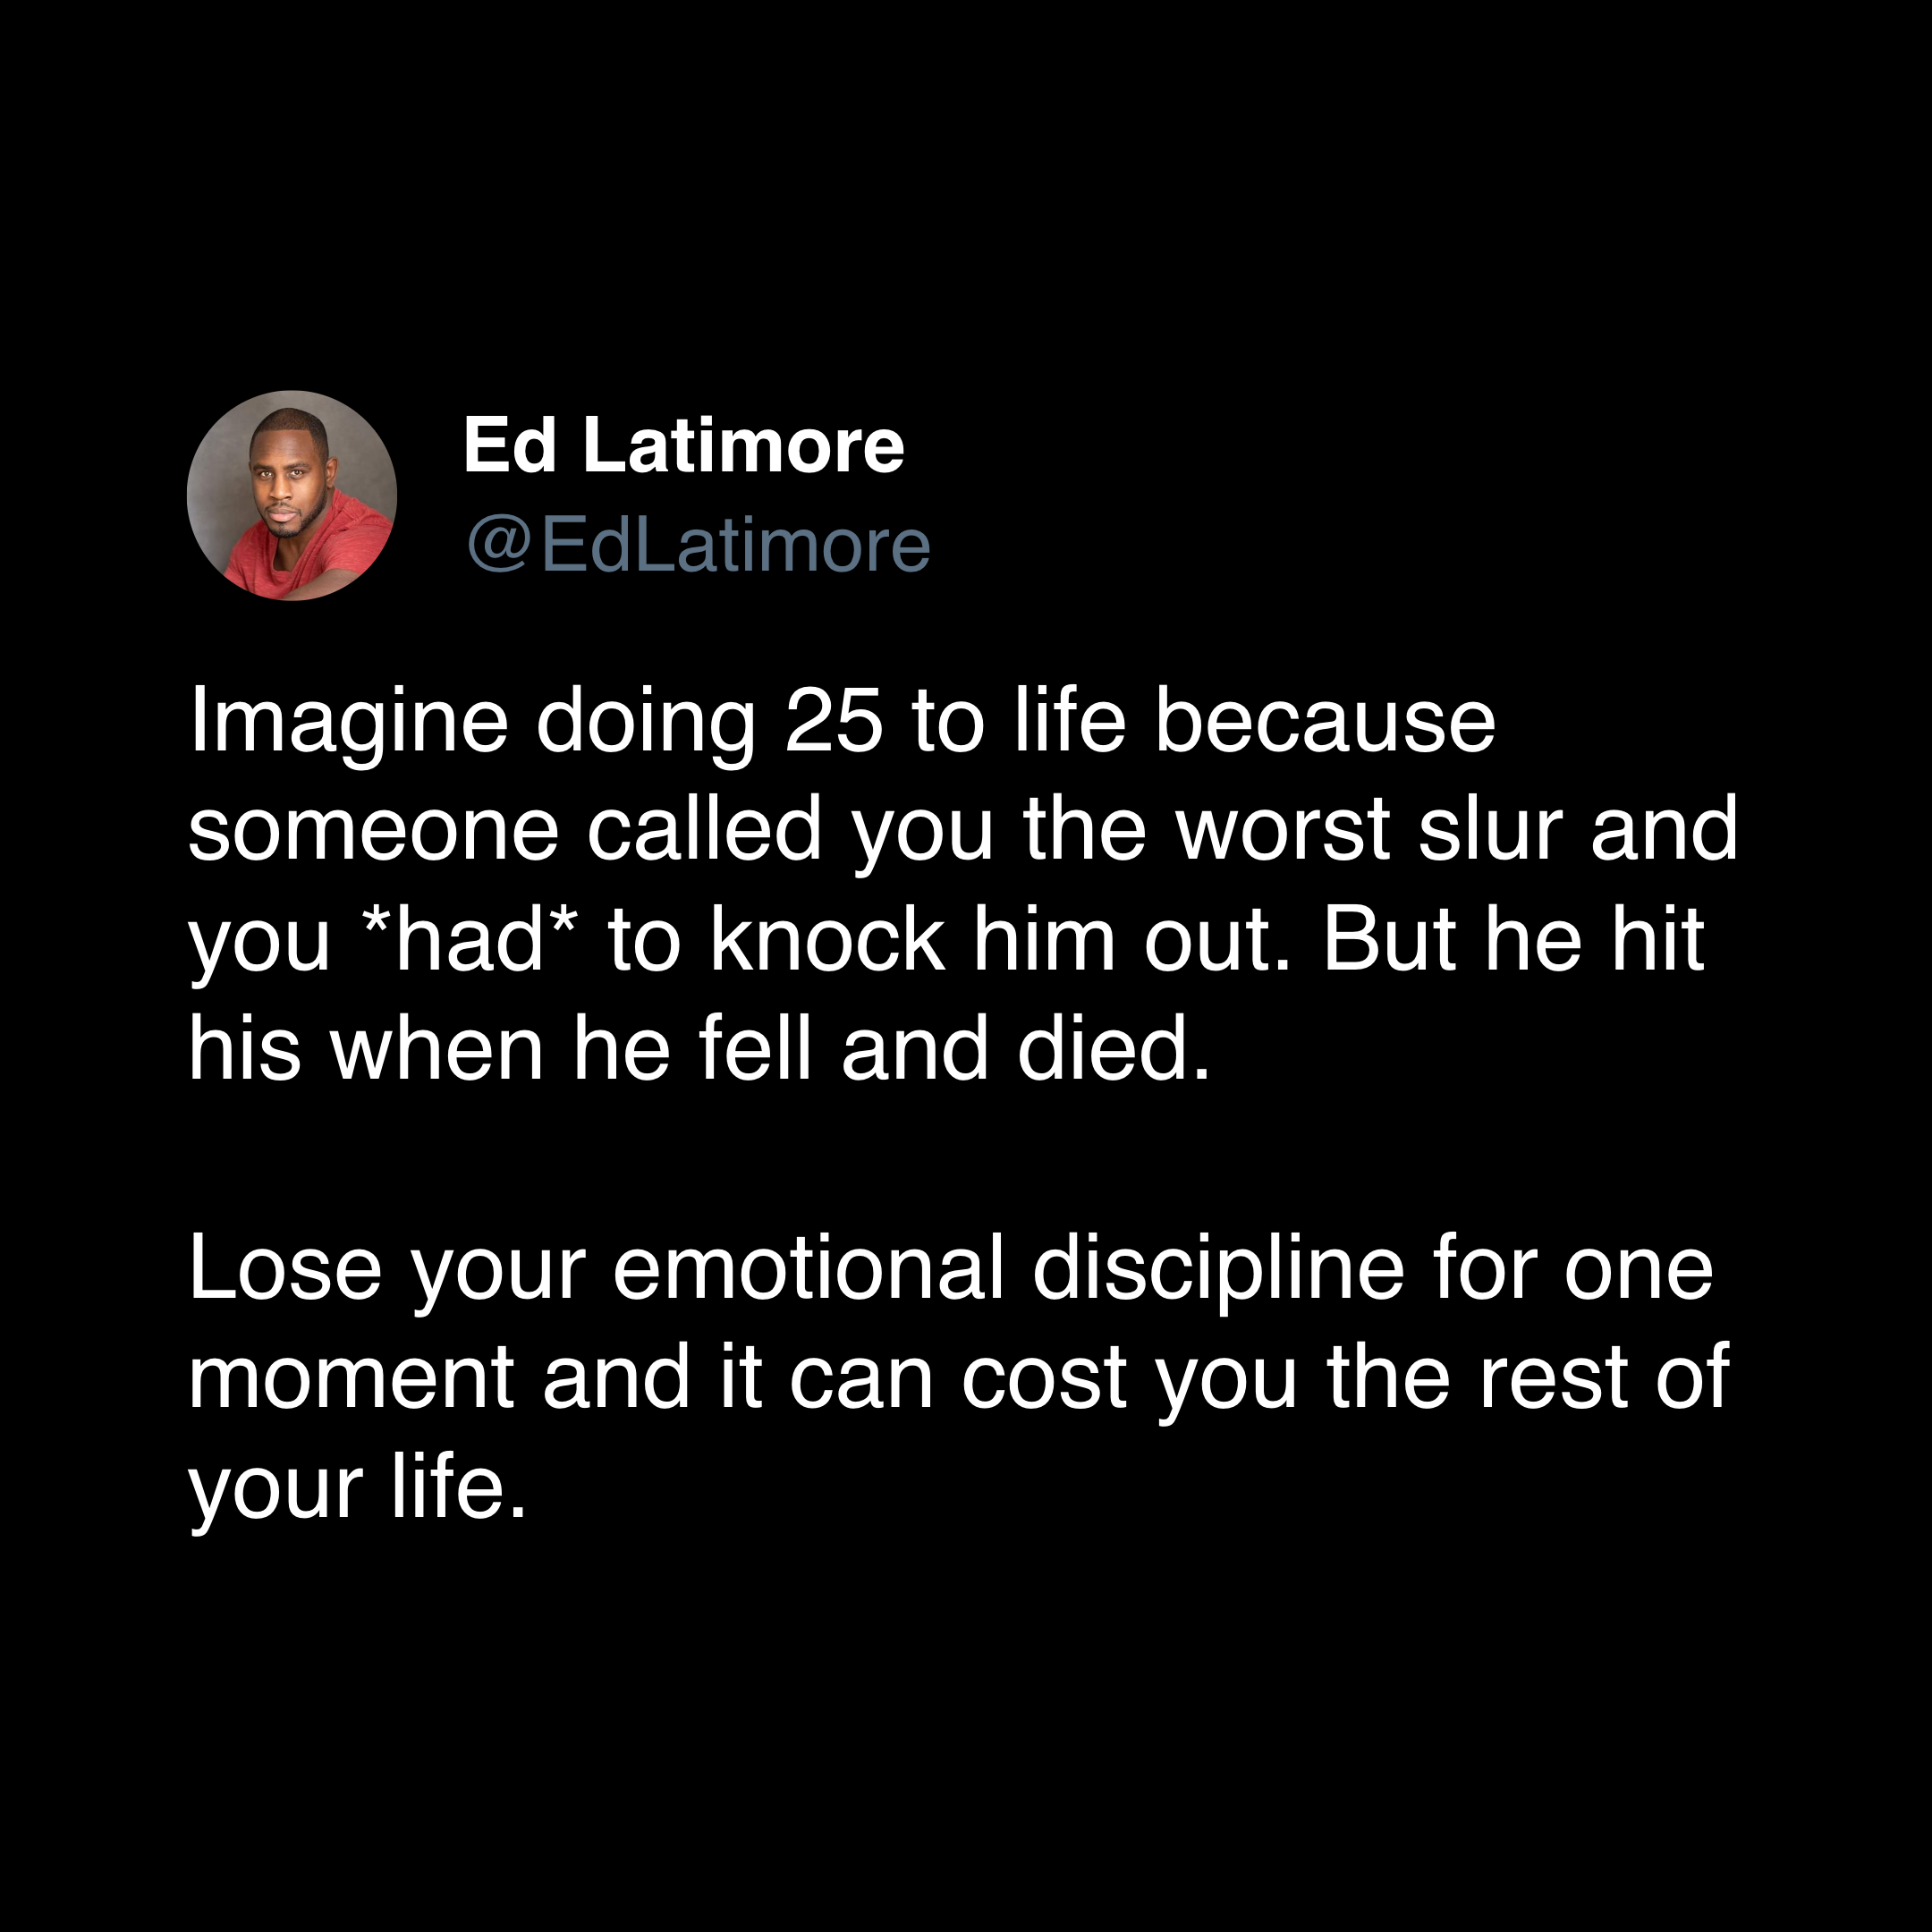 Ed Latimore
@EdLatimore
Imagine doing 25 to life because
someone called you the worst slur and
you *had* to knock him out. But he hit
his when he fell and died.
Lose your emotional discipline for one
moment and it can cost you the rest of
your life.